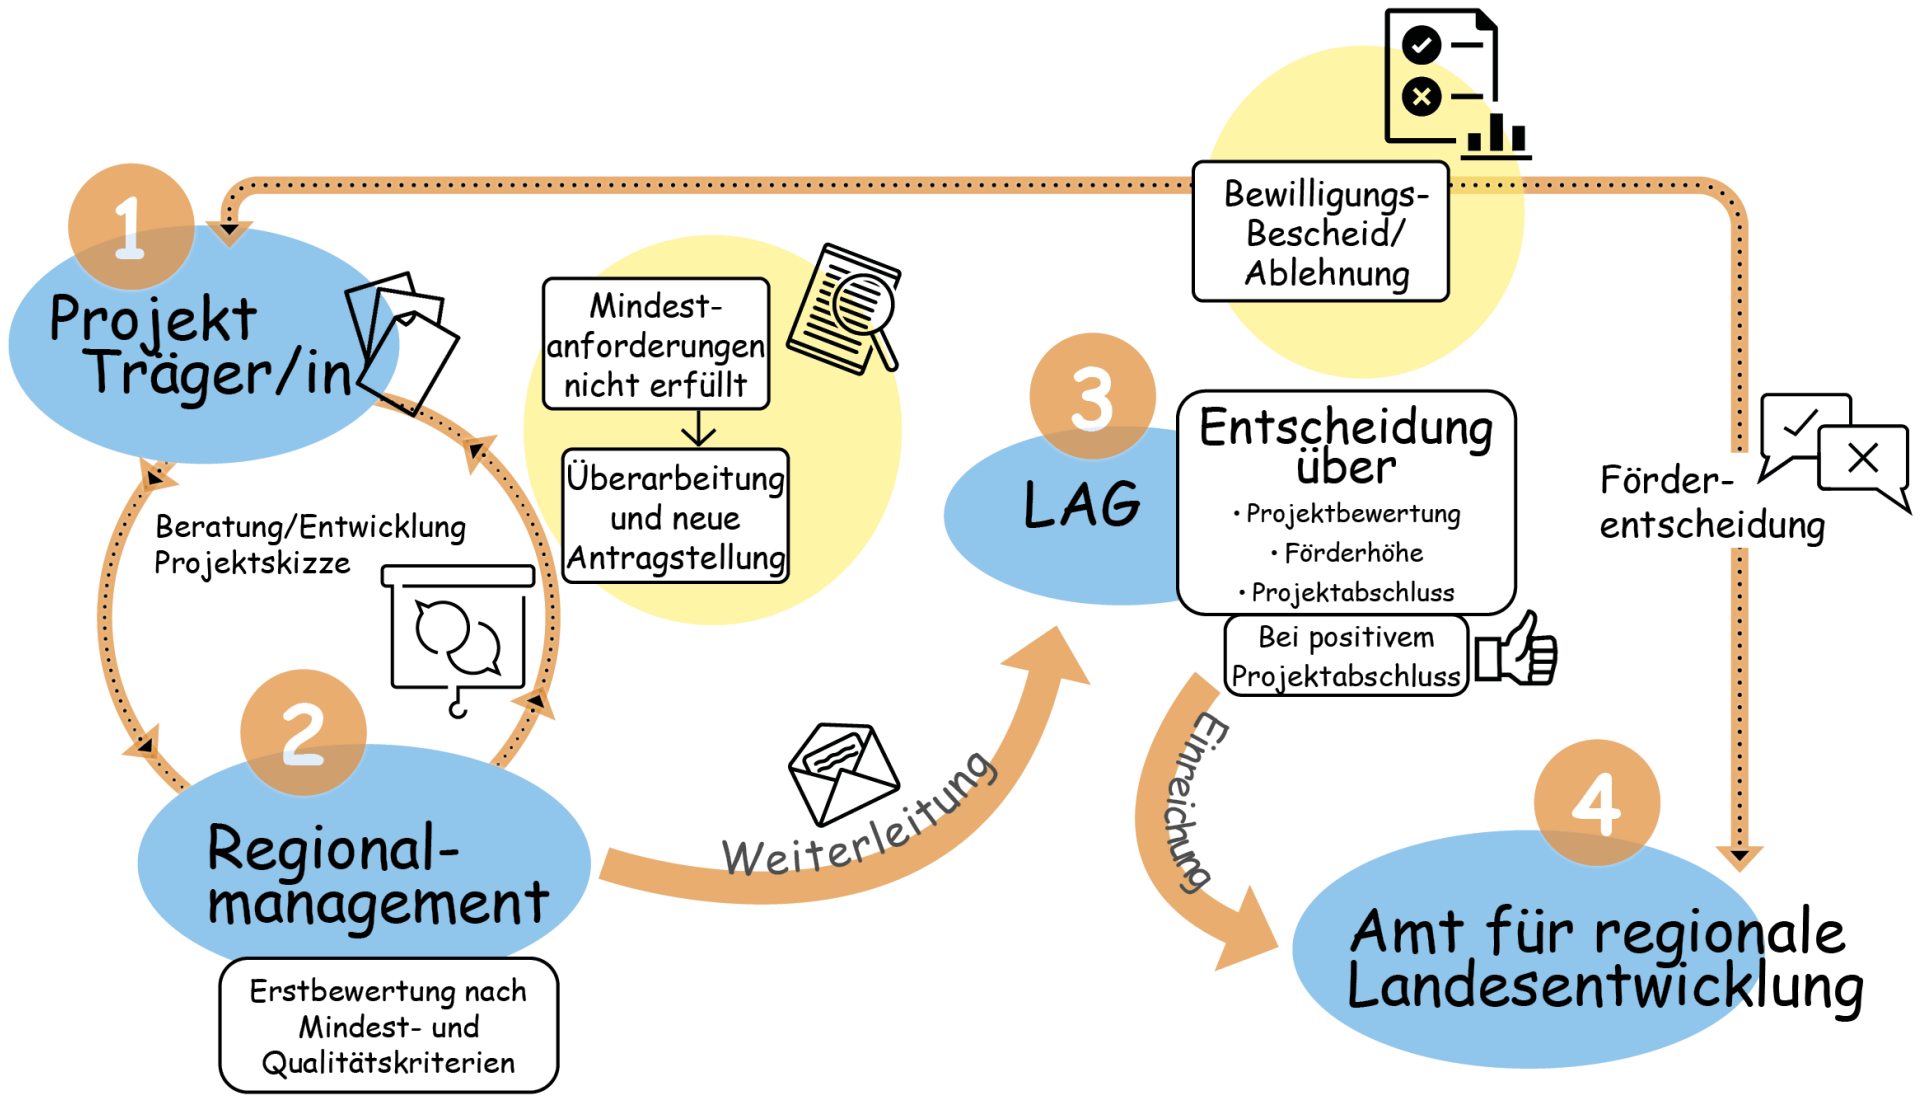 1
Projekt
Träger/in
Mindest-
anforderungen
nicht erfüllt
Überarbeitung
und neue
Antragstellung
Bewilligungs-
Bescheid/
Ablehnung
Beratung/Entwicklung
Projektskizze
2
Regional-
management
Erstbewertung nach
Mindest- und
Qualitätskriterien
Weiterleitung
3
LAG
Entscheidung
über
• Projektbewertung
• Förderhöhe
• Projektabschluss
Bei positivem
Projektabschluss
Einreichung
Förder-
entscheidung
4
Amt für regionale
Landesentwicklung